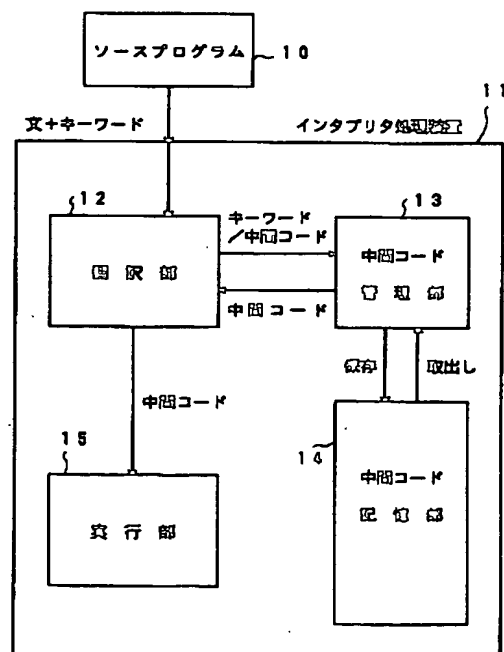 ソースプログラム
10
11
文+キーワード
インタプリタ処理装置
12
13
キーワード
/中間コード
中間コード
管理部
翻訳部
中間コード
保存
取出し
中間コード
14
15
中間コード
記憶部
実行部